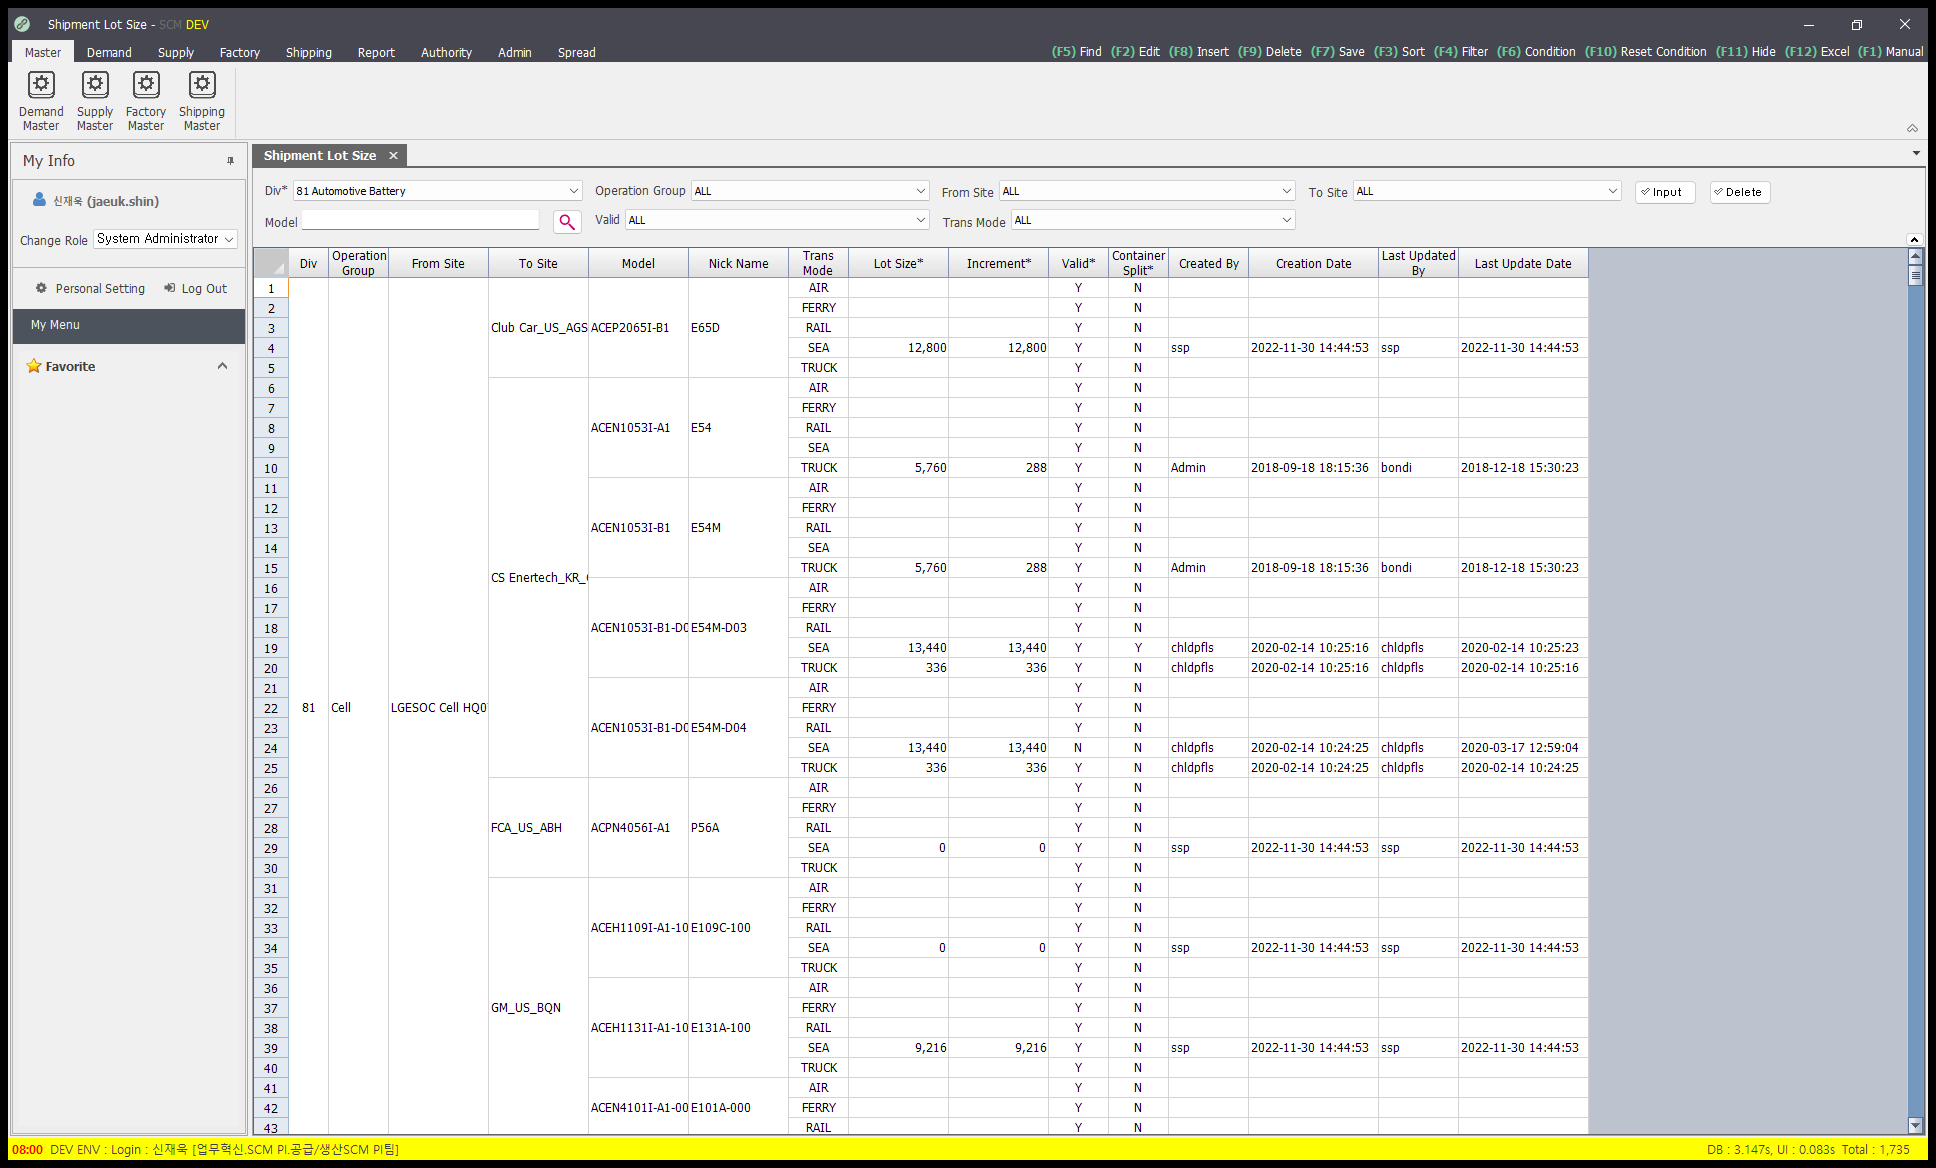 Shipment Lot Size - SCM DEV
Master Demand Supply Factory Shipping Report Authority Admin Spread
(F5) Find (F2) Edit (F8) Insert (F9) Delete (F7) Save (F3) Sort (F4) Filter (F6) Condition (F10) Reset Condition (F11) Hide (F12) Excel (F1) Manual
Demand Master
Supply Master
Factory Master
Shipping Master
My Info
신재욱 (jaeuk.shin)
Change Role System Administrator
Personal Setting Log Out
My Menu
Favorite
Shipment Lot Size
Div* 81 Automotive Battery Operation Group ALL From Site ALL To Site ALL Input Delete
Model Valid ALL Trans Mode ALL
Div Operation Group From Site To Site Model Nick Name Trans Mode Lot Size* Increment* Valid* Container Split* Created By Creation Date Last Updated By Last Update Date
1 AIR Y N
2 FERRY Y N
3 Club Car_US_AGS ACEP2065I-B1 E65D RAIL Y N
4 SEA 12,800 12,800 Y N ssp 2022-11-30 14:44:53 ssp 2022-11-30 14:44:53
5 TRUCK Y N
6 AIR Y N
7 FERRY Y N
8 ACEN1053I-A1 E54 RAIL Y N
9 SEA Y N
10 TRUCK 5,760 288 Y N Admin 2018-09-18 18:15:36 bondi 2018-12-18 15:30:23
11 AIR Y N
12 FERRY Y N
13 ACEN1053I-B1 E54M RAIL Y N
14 SEA Y N
15 TRUCK 5,760 288 Y N Admin 2018-09-18 18:15:36 bondi 2018-12-18 15:30:23
CS Enertech_KR_
16 AIR Y N
17 FERRY Y N
18 ACEN1053I-B1-D0 E54M-D03 RAIL Y N
19 SEA 13,440 13,440 Y Y chldpfls 2020-02-14 10:25:16 chldpfls 2020-02-14 10:25:23
20 TRUCK 336 336 Y N chldpfls 2020-02-14 10:25:16 chldpfls 2020-02-14 10:25:16
21 AIR Y N
22 81 Cell LGESOC Cell HQ0 FERRY Y N
23 ACEN1053I-B1-D0 E54M-D04 RAIL Y N
24 SEA 13,440 13,440 N N chldpfls 2020-02-14 10:24:25 chldpfls 2020-03-17 12:59:04
25 TRUCK 336 336 Y N chldpfls 2020-02-14 10:24:25 chldpfls 2020-02-14 10:24:25
26 AIR Y N
27 FERRY Y N
28 FCA_US_ABH ACPN4056I-A1 P56A RAIL Y N
29 SEA 0 0 Y N ssp 2022-11-30 14:44:53 ssp 2022-11-30 14:44:53
30 TRUCK Y N
31 AIR Y N
32 FERRY Y N
33 ACEH1109I-A1-10 E109C-100 RAIL Y N
34 SEA 0 0 Y N ssp 2022-11-30 14:44:53 ssp 2022-11-30 14:44:53
35 TRUCK Y N
36 AIR Y N
37 GM_US_BQN FERRY Y N
38 ACEH1131I-A1-10 E131A-100 RAIL Y N
39 SEA 9,216 9,216 Y N ssp 2022-11-30 14:44:53 ssp 2022-11-30 14:44:53
40 TRUCK Y N
41 AIR Y N
42 ACEN4101I-A1-00 E101A-000 FERRY Y N
43 RAIL Y N
08:00 DEV ENV : Login : 신재욱 [업무혁신.SCM PI.공급/생산SCM PI팀] DB : 3.147s, UI : 0.083s Total : 1,735